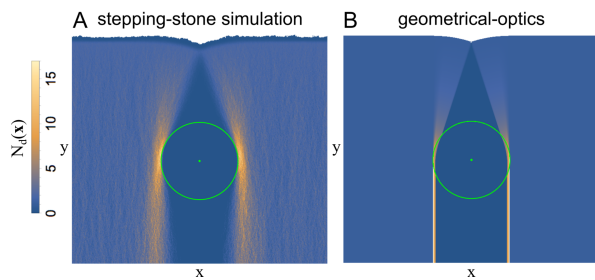 A stepping-stone simulation
B geometrical-optics
15
10
5
0
N_d(x)
y
x
y
x